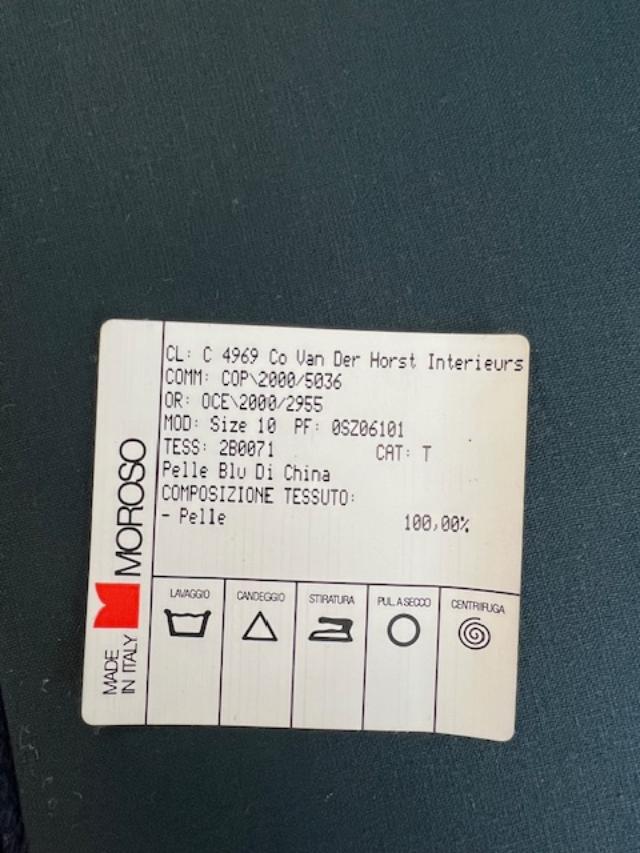 CL: C 4969 Co Van Der Horst Interieurs
COMM: COP\2000/5036
OR: OCE\2000/2955
MOD: Size 10 PF: 0SZ06101
TESS: 2B0071 CAT: T
Pelle Blu Di China
COMPOSIZIONE TESSUTO:
- Pelle 100,00%
LAVAGGIO
CANDEGGIO
STIRATURA
PUL. A SECCO
CENTRIFUGA
MOROSO
MADE
IN ITALY